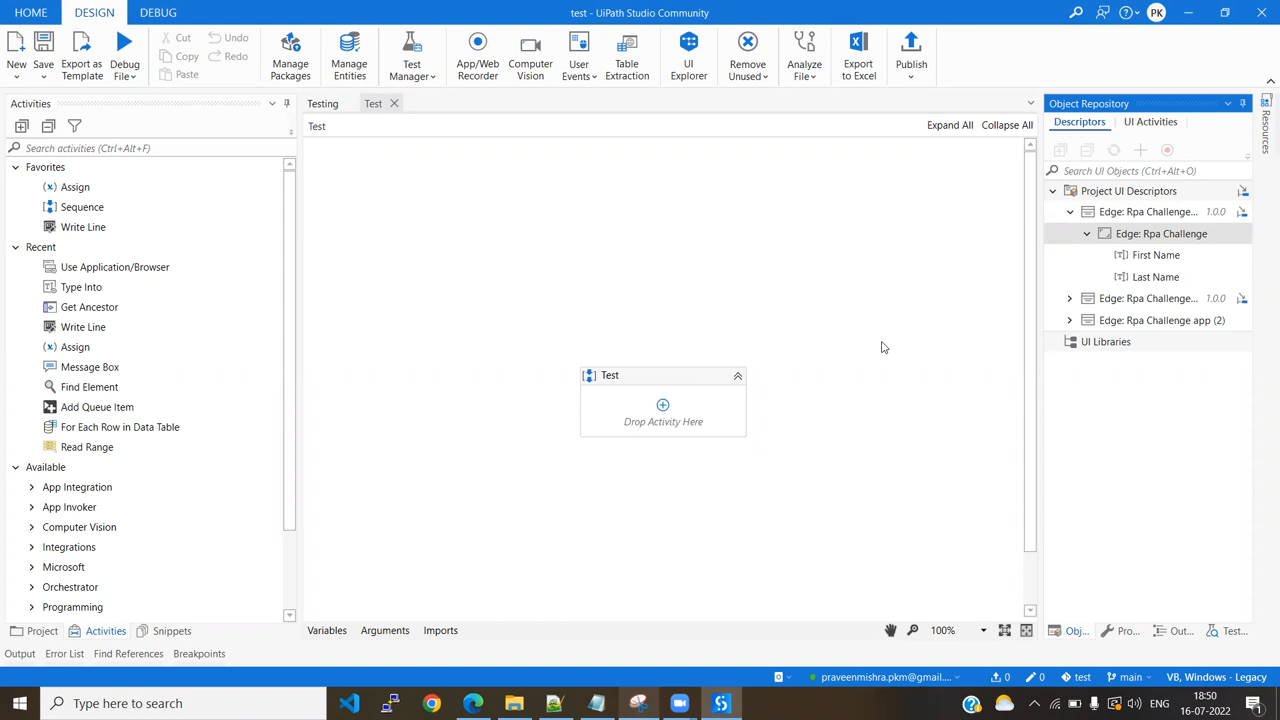 HOME DESIGN DEBUG
test - UiPath Studio Community
PK
New
Save
Export as Template
Debug File
Cut
Copy
Paste
Undo
Redo
Manage Packages
Manage Entities
Test Manager
App/Web Recorder
Computer Vision
User Events
Table Extraction
UI Explorer
Remove Unused
Analyze File
Export to Excel
Publish
Activities
Search activities (Ctrl+Alt+F)
Favorites
Assign
Sequence
Write Line
Recent
Use Application/Browser
Type Into
Get Ancestor
Write Line
Assign
Message Box
Find Element
Add Queue Item
For Each Row in Data Table
Read Range
Available
App Integration
App Invoker
Computer Vision
Integrations
Microsoft
Orchestrator
Programming
Project Activities Snippets
Testing Test
Test
Expand All Collapse All
Test
Drop Activity Here
Variables Arguments Imports
100%
Object Repository
Descriptors UI Activities
Search UI Objects (Ctrl+Alt+O)
Project UI Descriptors
Edge: Rpa Challenge... 1.0.0
Edge: Rpa Challenge
First Name
Last Name
Edge: Rpa Challenge... 1.0.0
Edge: Rpa Challenge app (2)
UI Libraries
Obj... Pro... Out... Test...
Resources
Output Error List Find References Breakpoints
praveenmishra.pkm@gmail.... 0 0 test main VB, Windows - Legacy
Type here to search
ENG
18:50
16-07-2022
1